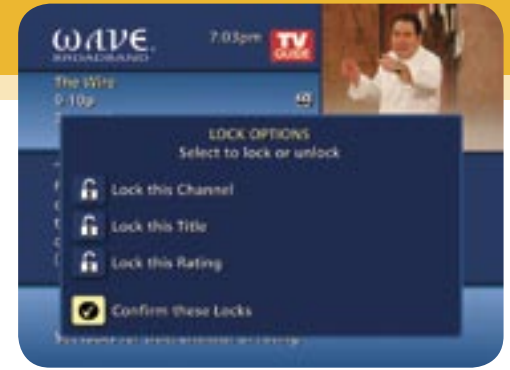 WAVE
BROADBAND
7:03pm
TV
GUIDE
The Wire
9-10p
LOCK OPTIONS
Select to lock or unlock
Lock this Channel
Lock this Title
Lock this Rating
Confirm these Locks